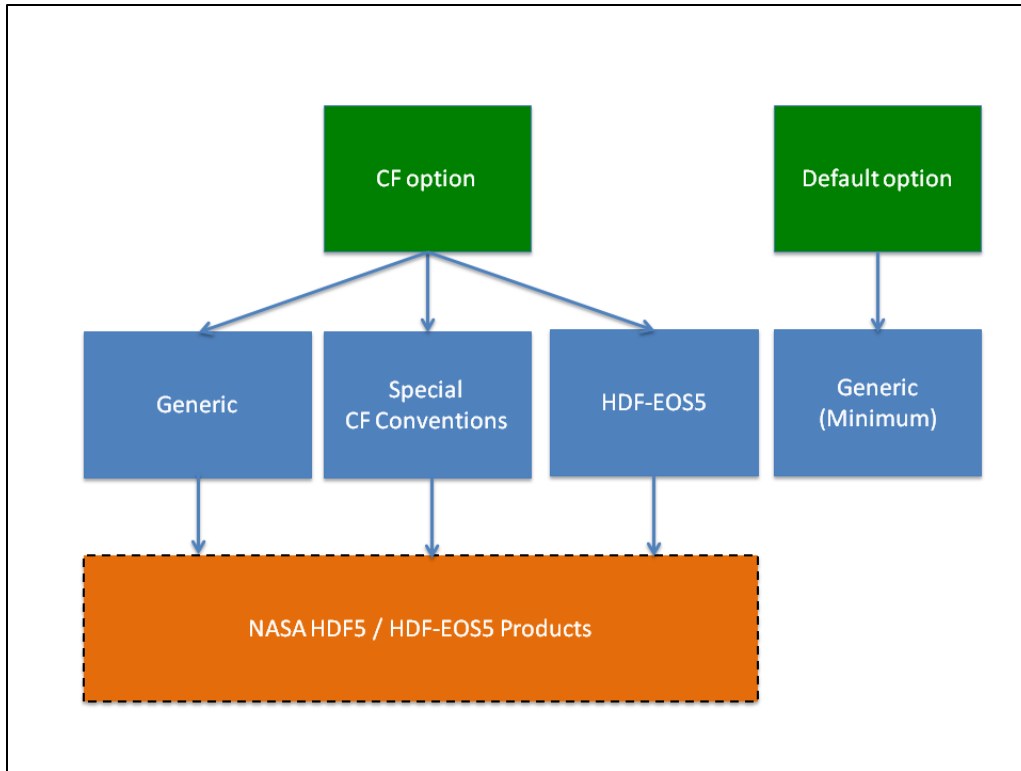 CF option
Default option
Generic
Special
CF Conventions
HDF-EOS5
Generic
(Minimum)
NASA HDF5 / HDF-EOS5 Products